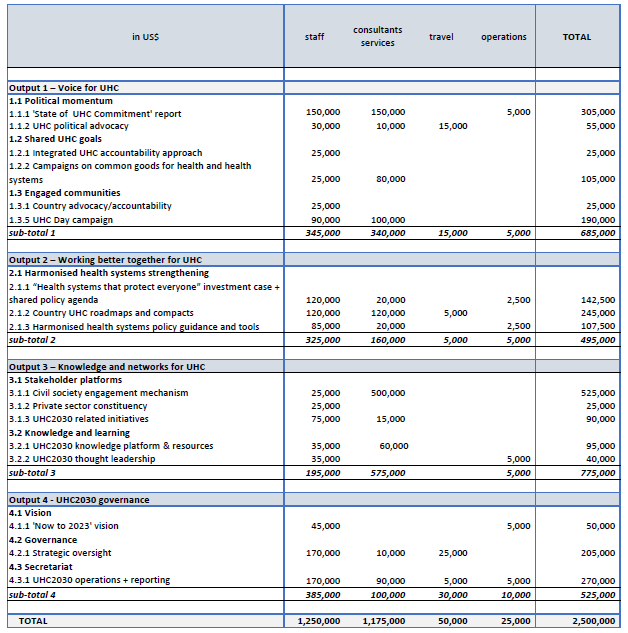 in US$ staff consultants services travel operations TOTAL
Output 1 – Voice for UHC
1.1 Political momentum
1.1.1 'State of UHC Commitment' report 150,000 150,000 5,000 305,000
1.1.2 UHC political advocacy 30,000 10,000 15,000 55,000
1.2 Shared UHC goals
1.2.1 Integrated UHC accountability approach 25,000 25,000
1.2.2 Campaigns on common goods for health and health
systems 25,000 80,000 105,000
1.3 Engaged communities
1.3.1 Country advocacy/accountability 25,000 25,000
1.3.5 UHC Day campaign 90,000 100,000 190,000
sub-total 1 345,000 340,000 15,000 5,000 685,000
Output 2 – Working better together for UHC
2.1 Harmonised health systems strengthening
2.1.1 "Health systems that protect everyone" investment case +
shared policy agenda 120,000 20,000 2,500 142,500
2.1.2 Country UHC roadmaps and compacts 120,000 120,000 5,000 245,000
2.1.3 Harmonised health systems policy guidance and tools 85,000 20,000 2,500 107,500
sub-total 2 325,000 160,000 5,000 5,000 495,000
Output 3 – Knowledge and networks for UHC
3.1 Stakeholder platforms
3.1.1 Civil society engagement mechanism 25,000 500,000 525,000
3.1.2 Private sector constituency 25,000 25,000
3.1.3 UHC2030 related initiatives 75,000 15,000 90,000
3.2 Knowledge and learning
3.2.1 UHC2030 knowledge platform & resources 35,000 60,000 95,000
3.2.2 UHC2030 thought leadership 35,000 5,000 40,000
sub-total 3 195,000 575,000 5,000 775,000
Output 4 - UHC2030 governance
4.1 Vision
4.1.1 'Now to 2023' vision 45,000 5,000 50,000
4.2 Governance
4.2.1 Strategic oversight 170,000 10,000 25,000 205,000
4.3 Secretariat
4.3.1 UHC2030 operations + reporting 170,000 90,000 5,000 5,000 270,000
sub-total 4 385,000 100,000 30,000 10,000 525,000
TOTAL 1,250,000 1,175,000 50,000 25,000 2,500,000